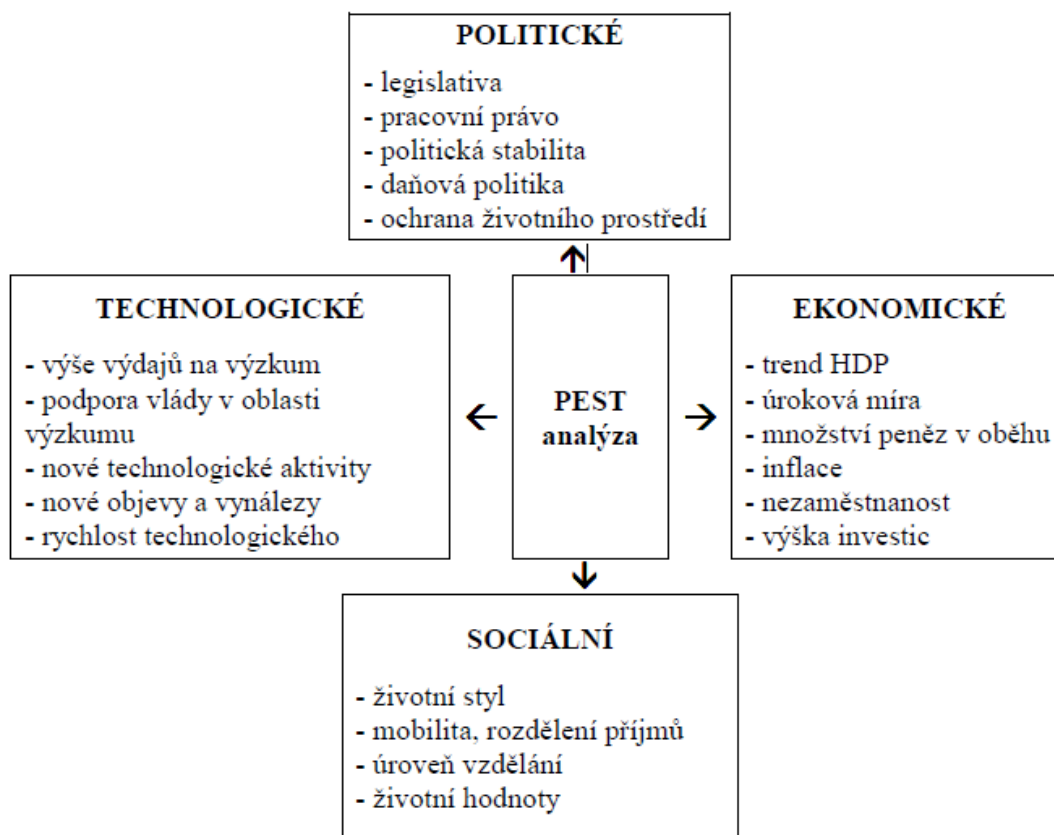 POLITICKÉ
- legislativa
- pracovní právo
- politická stabilita
- daňová politika
- ochrana životního prostředí
TECHNOLOGICKÉ
- výše výdajů na výzkum
- podpora vlády v oblasti
výzkumu
- nové technologické aktivity
- nové objevy a vynálezy
- rychlost technologického
PEST
analýza
EKONOMICKÉ
- trend HDP
- úroková míra
- množství peněz v oběhu
- inflace
- nezaměstnanost
- výška investic
SOCIÁLNÍ
- životní styl
- mobilita, rozdělení příjmů
- úroveň vzdělání
- životní hodnoty